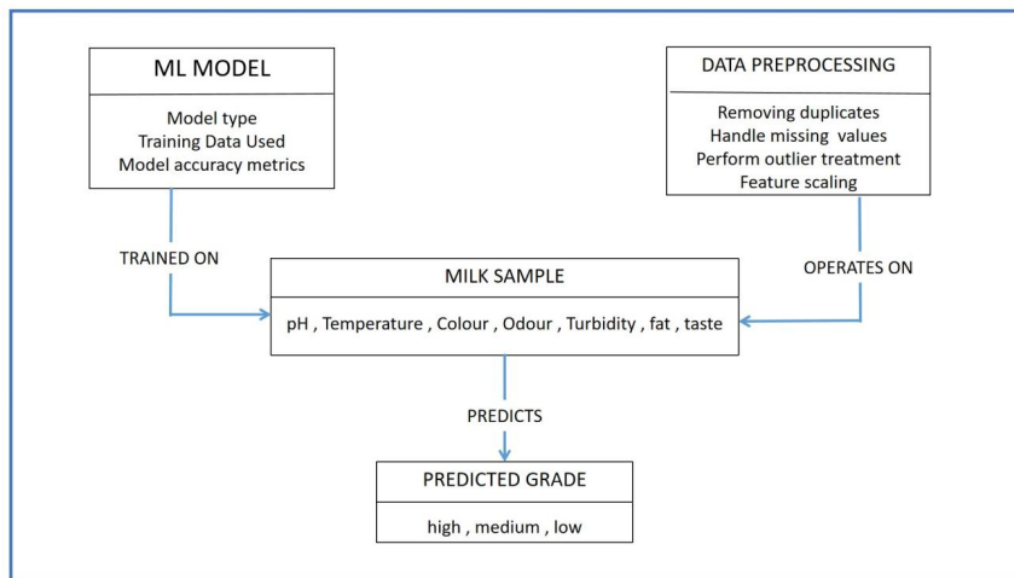 ML MODEL
Model type
Training Data Used
Model accuracy metrics
DATA PREPROCESSING
Removing duplicates
Handle missing values
Perform outlier treatment
Feature scaling
TRAINED ON
OPERATES ON
MILK SAMPLE
pH , Temperature , Colour , Odour , Turbidity , fat , taste
PREDICTS
PREDICTED GRADE
high , medium , low